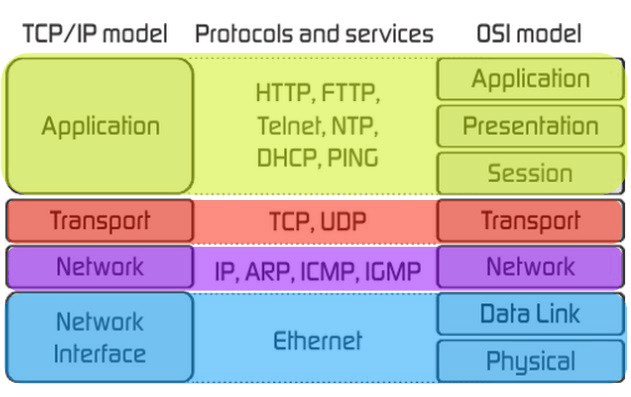 TCP/IP model Protocols and services OSI model
Application
HTTP, FTTP,
Telnet, NTP,
DHCP, PING
Application
Presentation
Session
Transport TCP, UDP Transport
Network IP, ARP, ICMP, IGMP Network
Network
Interface
Ethernet
Data Link
Physical